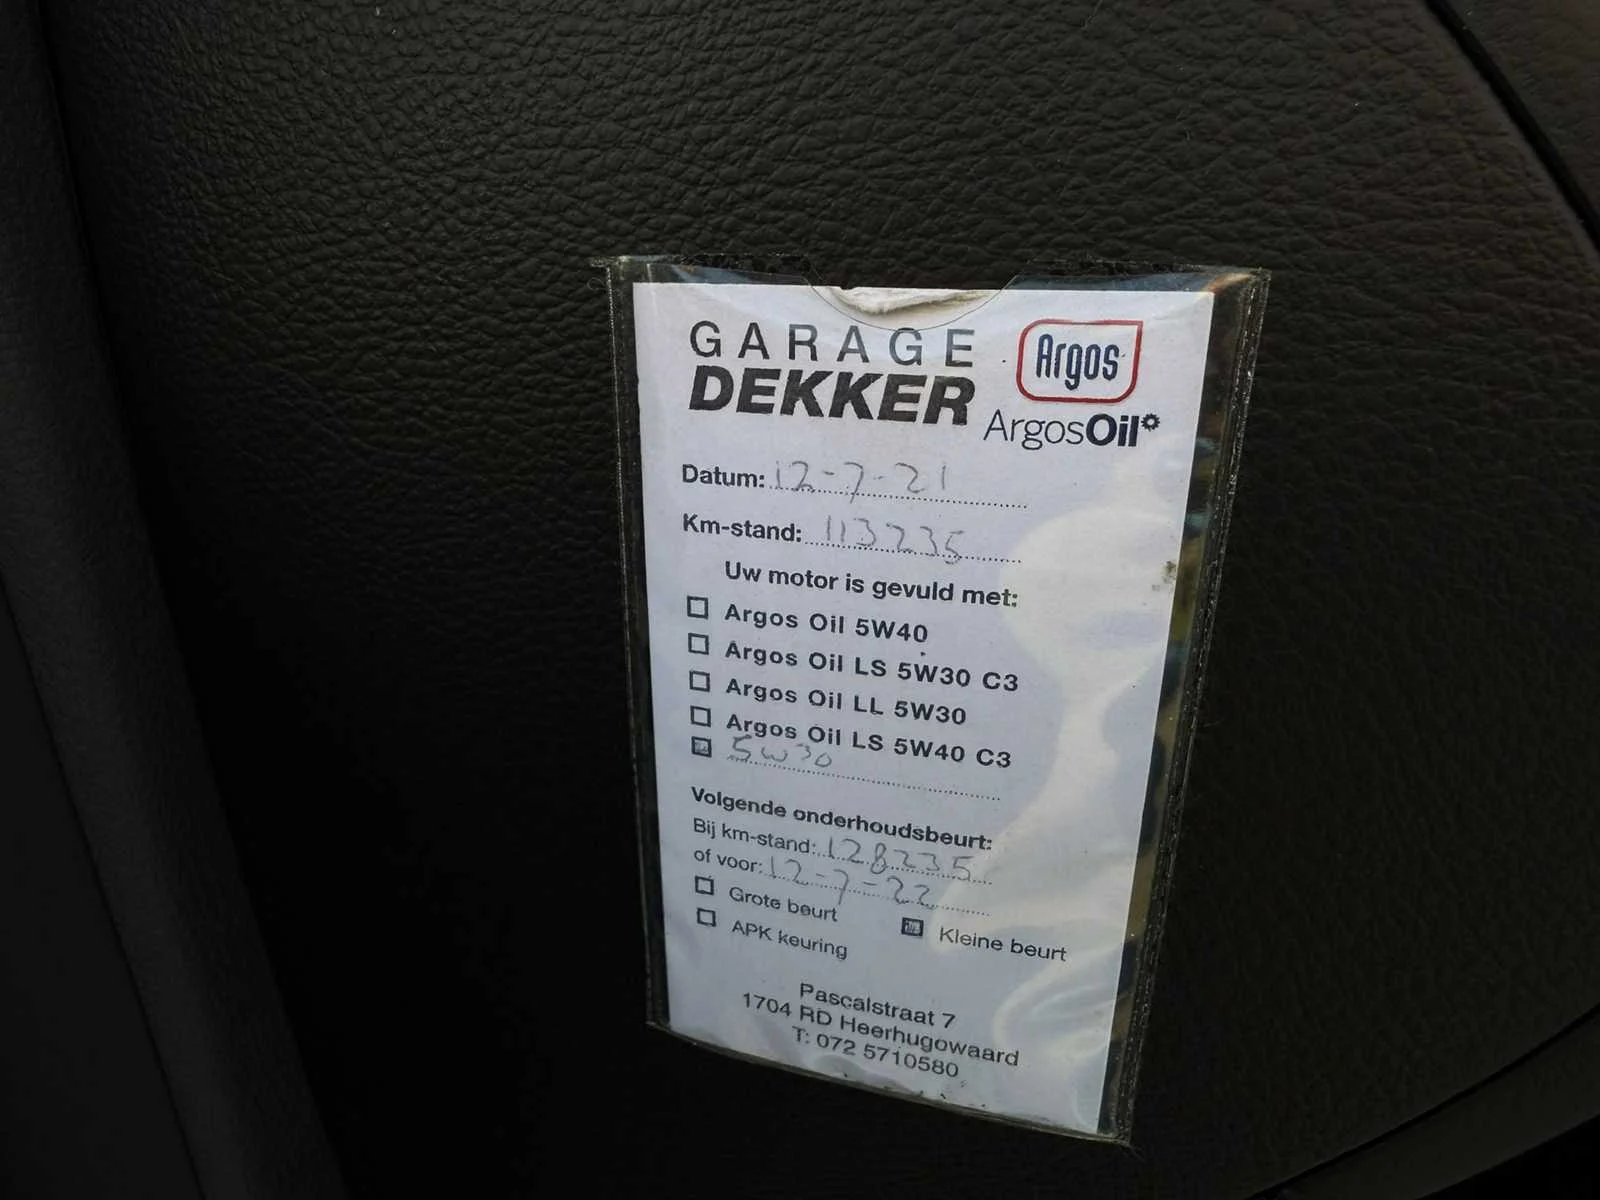 GARAGE
DEKKER
Argos
ArgosOil
Datum: 12-7-21
Km-stand: 113235
Uw motor is gevuld met:
Argos Oil 5W40
Argos Oil LS 5W30 C3
Argos Oil LL 5W30
Argos Oil LS 5W40 C3
5W30
Volgende onderhoudsbeurt:
Bij km-stand: 128235
of voor: 12-7-22
Grote beurt
Kleine beurt
APK keuring
Pascalstraat 7
1704 RD Heerhugowaard
T: 072 5710580